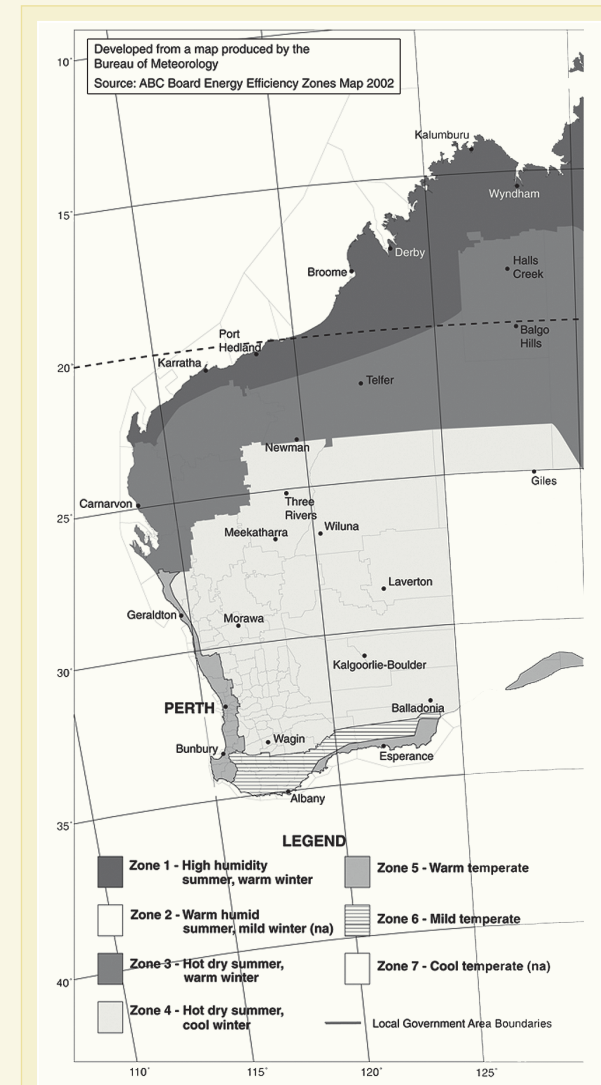 Developed from a map produced by the
Bureau of Meteorology
Source: ABC Board Energy Efficiency Zones Map 2002
10°
Kalumburu
Wyndham
15°
Derby
Halls
Creek
Broome
Port
Hedland
Balgo
Hills
Karratha
20°
Telfer
Newman
Giles
Three
Rivers
Carnarvon
25°
Wiluna
Meekatharra
Laverton
Geraldton
Morawa
Kalgoorlie-Boulder
30°
PERTH
Balladonia
Wagin
Bunbury
Esperance
Albany
35°
LEGEND
Zone 1 - High humidity
summer, warm winter
Zone 2 - Warm humid
summer, mild winter (na)
Zone 3 - Hot dry summer,
warm winter
Zone 4 - Hot dry summer,
cool winter
Zone 5 - Warm temperate
Zone 6 - Mild temperate
Zone 7 - Cool temperate (na)
Local Government Area Boundaries
40°
110°
115°
120°
125°